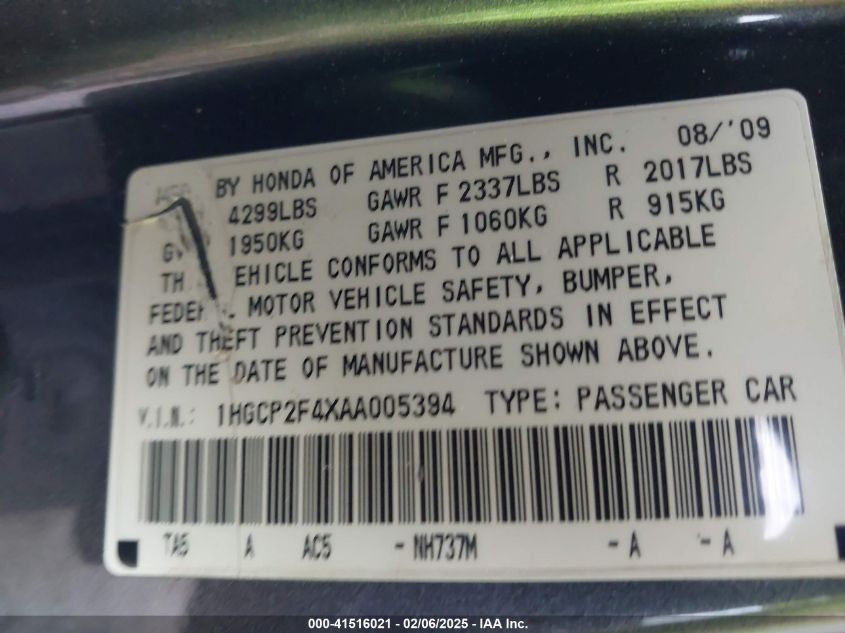 BY HONDA OF AMERICA MFG., INC. 08/'09
4299LBS GAWR F 2337LBS R 2017LBS
1950KG GAWR F 1060KG R 915KG
EHICLE CONFORMS TO ALL APPLICABLE
MOTOR VEHICLE SAFETY, BUMPER,
AND THEFT PREVENTION STANDARDS IN EFFECT
ON THE DATE OF MANUFACTURE SHOWN ABOVE.
V.I.N.: 1HGCP2F4XAA005394 TYPE: PASSENGER CAR
TA5 A AC5 - NH737M - A - A
000-41516021 / 02/06/2025 - IAA Inc.